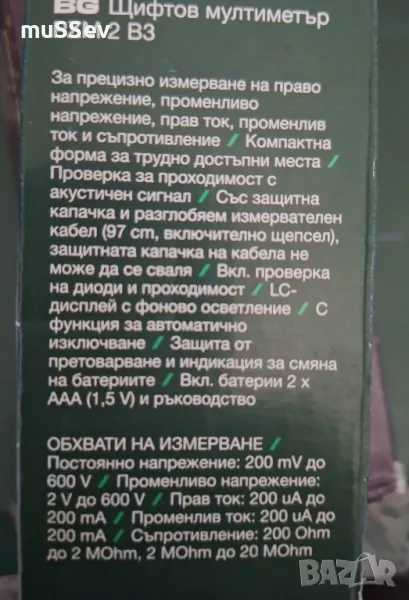 BG Щифтов мултиметър
2 B3
mu52ev
За прецизно измерване на право
напрежение, променливо
напрежение, прав ток, променлив
ток и съпротивление / Компактна
форма за трудно достъпни места /
Проверка за проходимост с
акустичен сигнал / Със защитна
капачка и разглобяем измервателен
кабел (97 cm, включително щепсел),
защитната капачка на кабела не
може да се сваля / Вкл. проверка
на диоди и проходимост / LC-
дисплей с фоново осветление / С
функция за автоматично
изключване / Защита от
претоварване и индикация за смяна
на батериите / Вкл. батерии 2 x
AAA (1,5 V) и ръководство
ОБХВАТИ НА ИЗМЕРВАНЕ /
Постоянно напрежение: 200 mV до
600 V / Променливо напрежение:
2 V до 600 V / Прав ток: 200 uA до
200 mA / Променлив ток: 200 uA до
200 mA / Съпротивление: 200 Ohm
до 2 MOhm, 2 MOhm до 20 MOhm
BAZAR